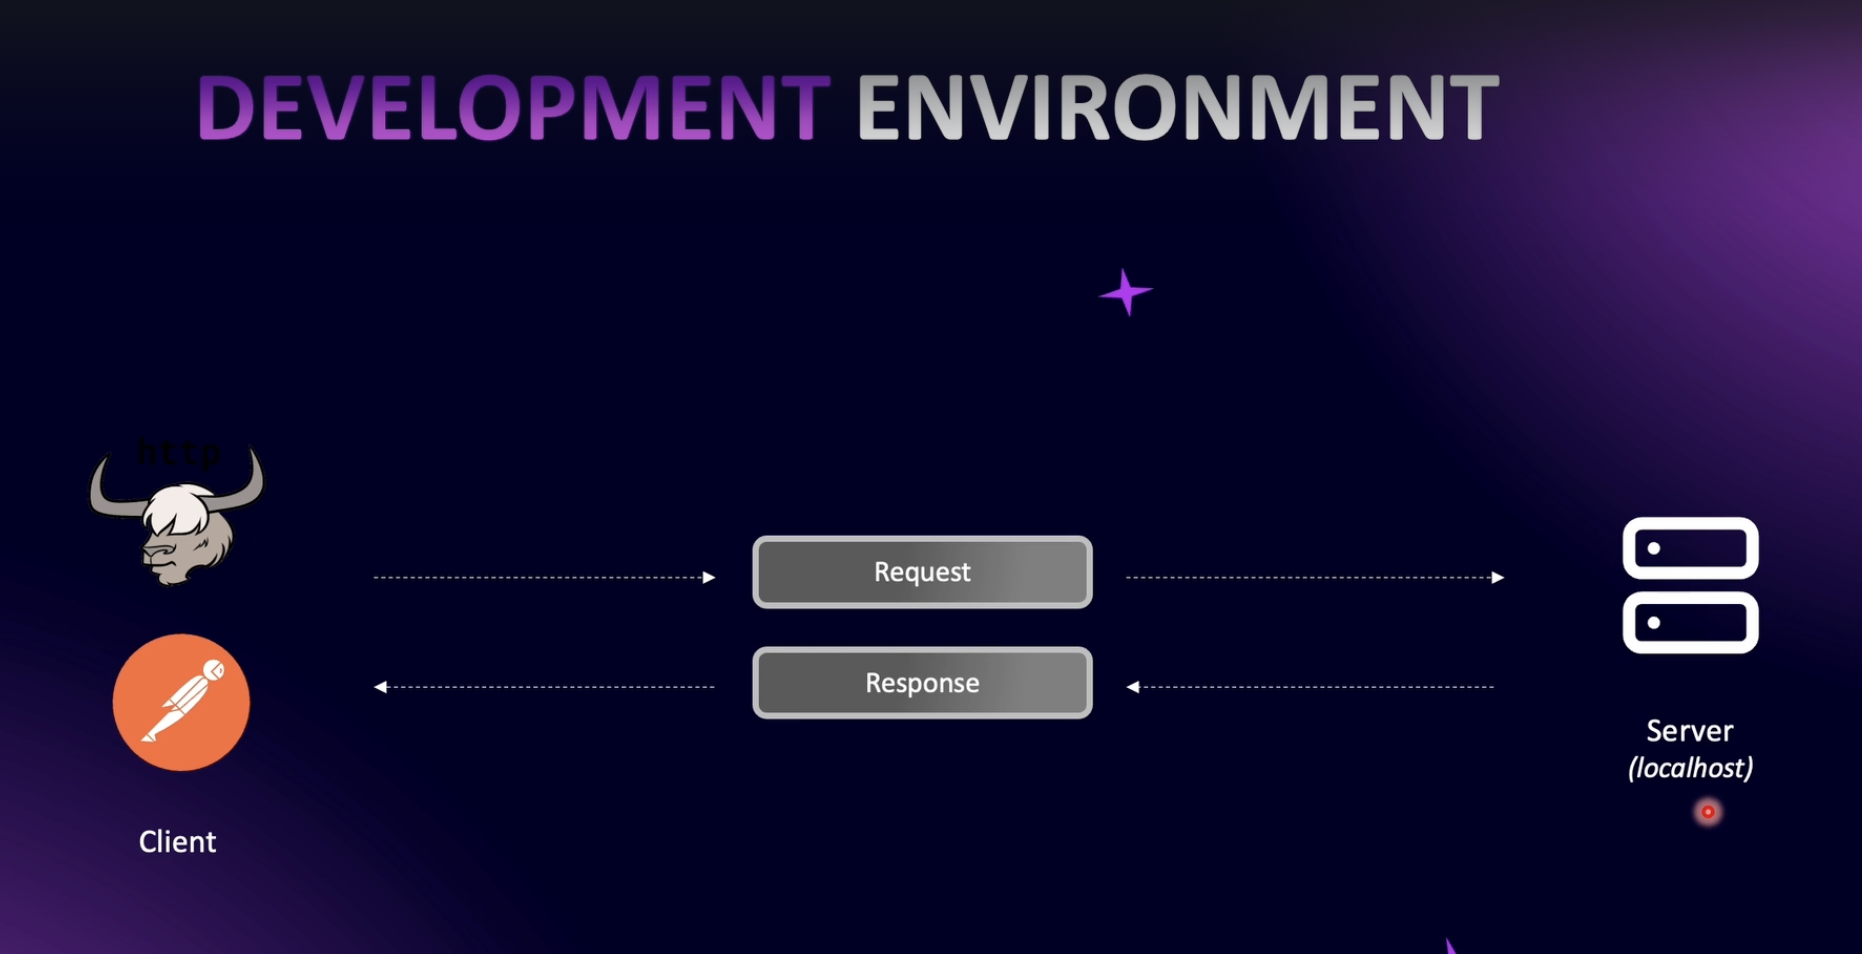 DEVELOPMENT ENVIRONMENT
http
Request
Response
Server
(localhost)
Client